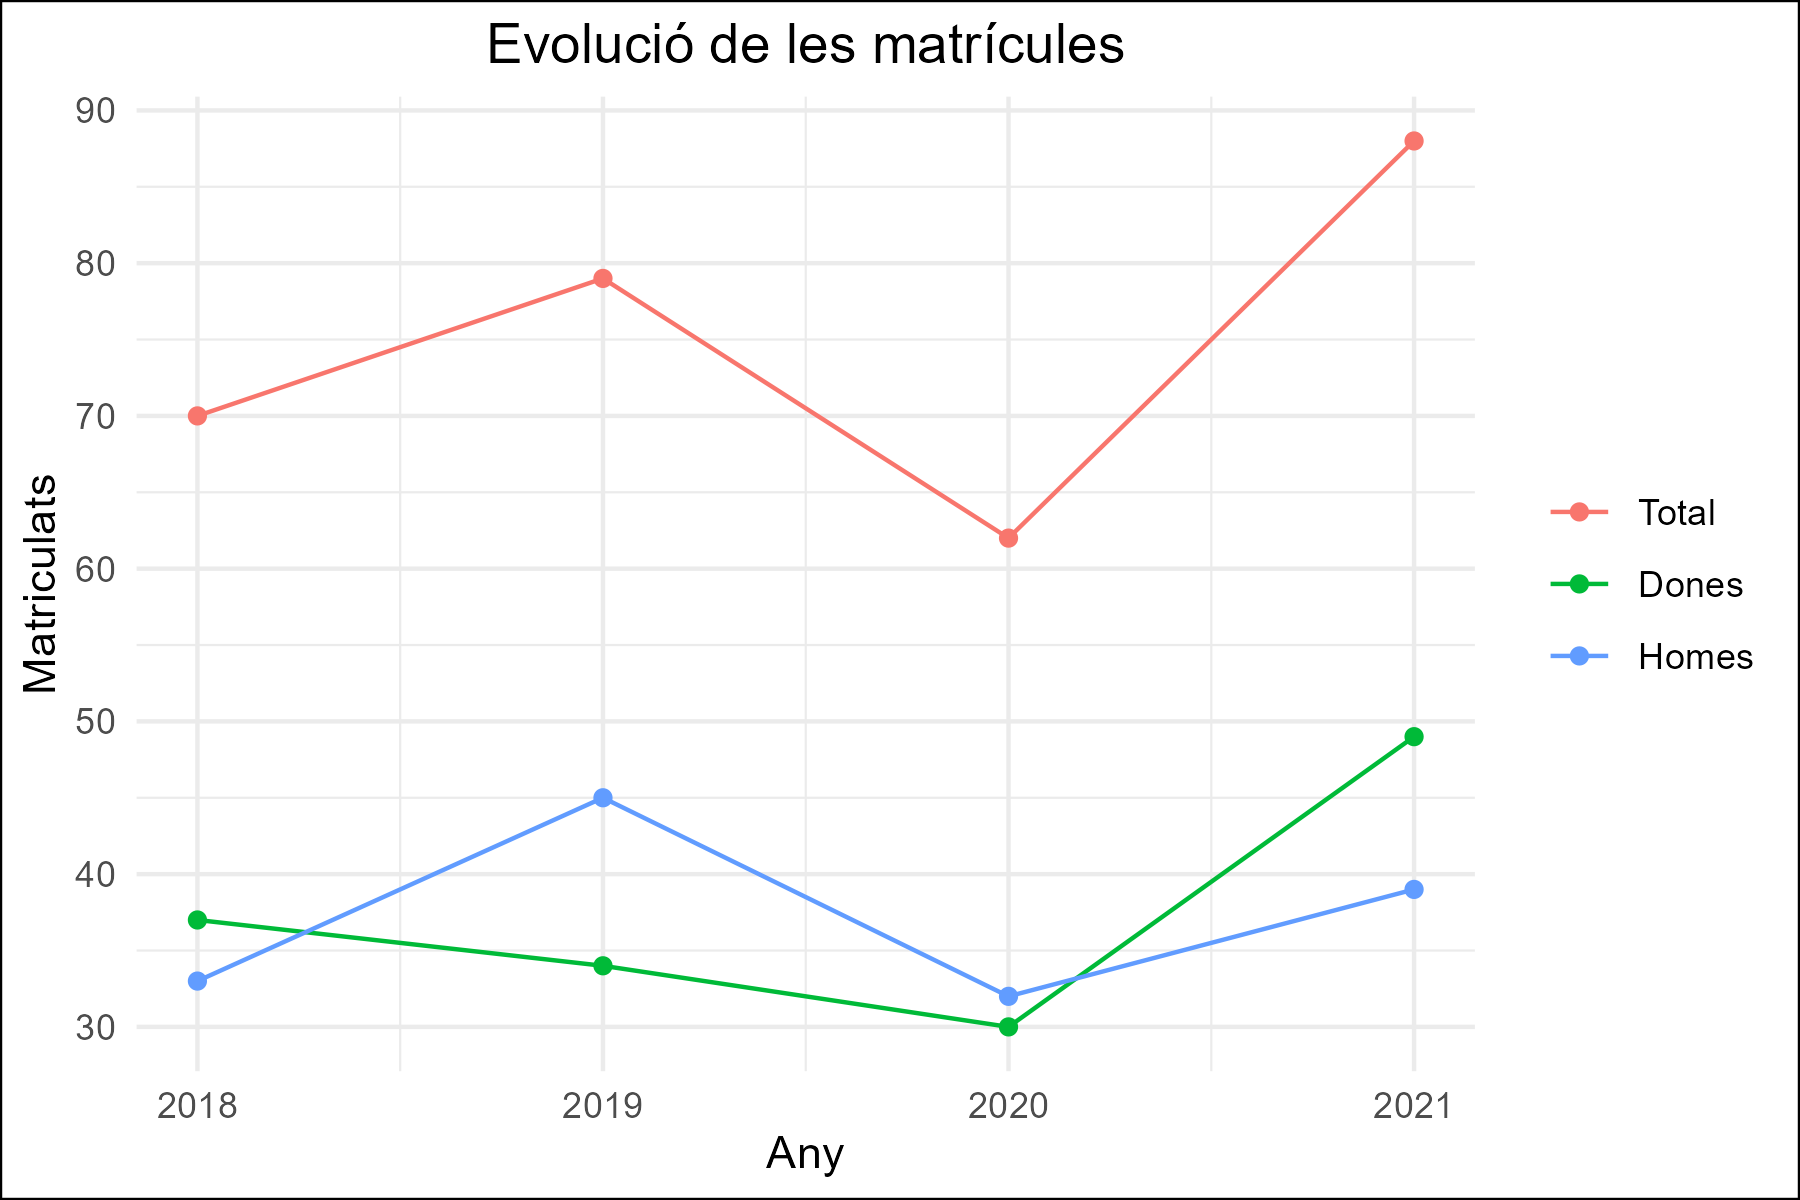 Evolució de les matrícules
90
80
70
60
50
40
30
Matriculats
2018 2019 2020 2021
Any
Total
Dones
Homes